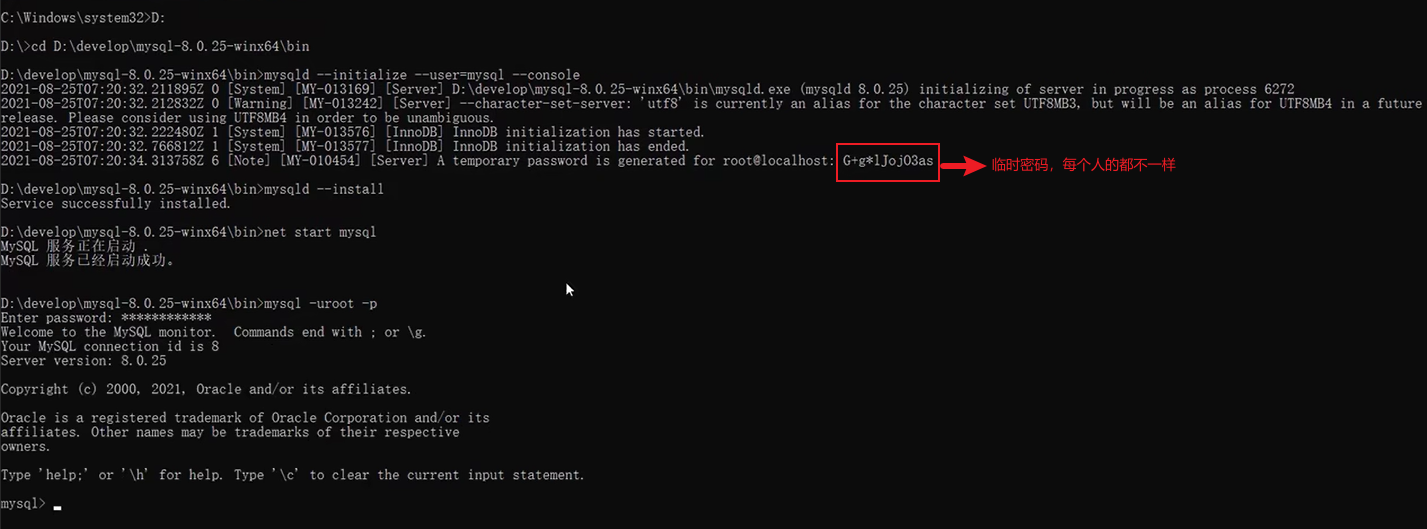 C:\Windows\system32>D:
D:\>cd D:\develop\mysql-8.0.25-winx64\bin
D:\develop\mysql-8.0.25-winx64\bin>mysqld --initialize --user=mysql --console
2021-08-25T07:20:32.211895Z 0 [System] [MY-013169] [Server] D:\develop\mysql-8.0.25-winx64\bin\mysqld.exe (mysqld 8.0.25) initializing of server in progress as process 6272
2021-08-25T07:20:32.212832Z 0 [Warning] [MY-013242] [Server] --character-set-server: 'utf8' is currently an alias for the character set UTF8MB3, but will be an alias for UTF8MB4 in a future
release. Please consider using UTF8MB4 in order to be unambiguous.
2021-08-25T07:20:32.222480Z 1 [System] [MY-013576] [InnoDB] InnoDB initialization has started.
2021-08-25T07:20:32.766812Z 1 [System] [MY-013577] [InnoDB] InnoDB initialization has ended.
2021-08-25T07:20:34.313758Z 6 [Note] [MY-010454] [Server] A temporary password is generated for root@localhost: G+g*lJojO3as 临时密码，每个人的都不一样
D:\develop\mysql-8.0.25-winx64\bin>mysqld --install
Service successfully installed.
D:\develop\mysql-8.0.25-winx64\bin>net start mysql
MySQL 服务正在启动 .
MySQL 服务已经启动成功。
D:\develop\mysql-8.0.25-winx64\bin>mysql -uroot -p
Enter password: ************
Welcome to the MySQL monitor.  Commands end with ; or \g.
Your MySQL connection id is 8
Server version: 8.0.25
Copyright (c) 2000, 2021, Oracle and/or its affiliates.
Oracle is a registered trademark of Oracle Corporation and/or its
affiliates. Other names may be trademarks of their respective
owners.
Type 'help;' or '\h' for help. Type '\c' to clear the current input statement.
mysql>